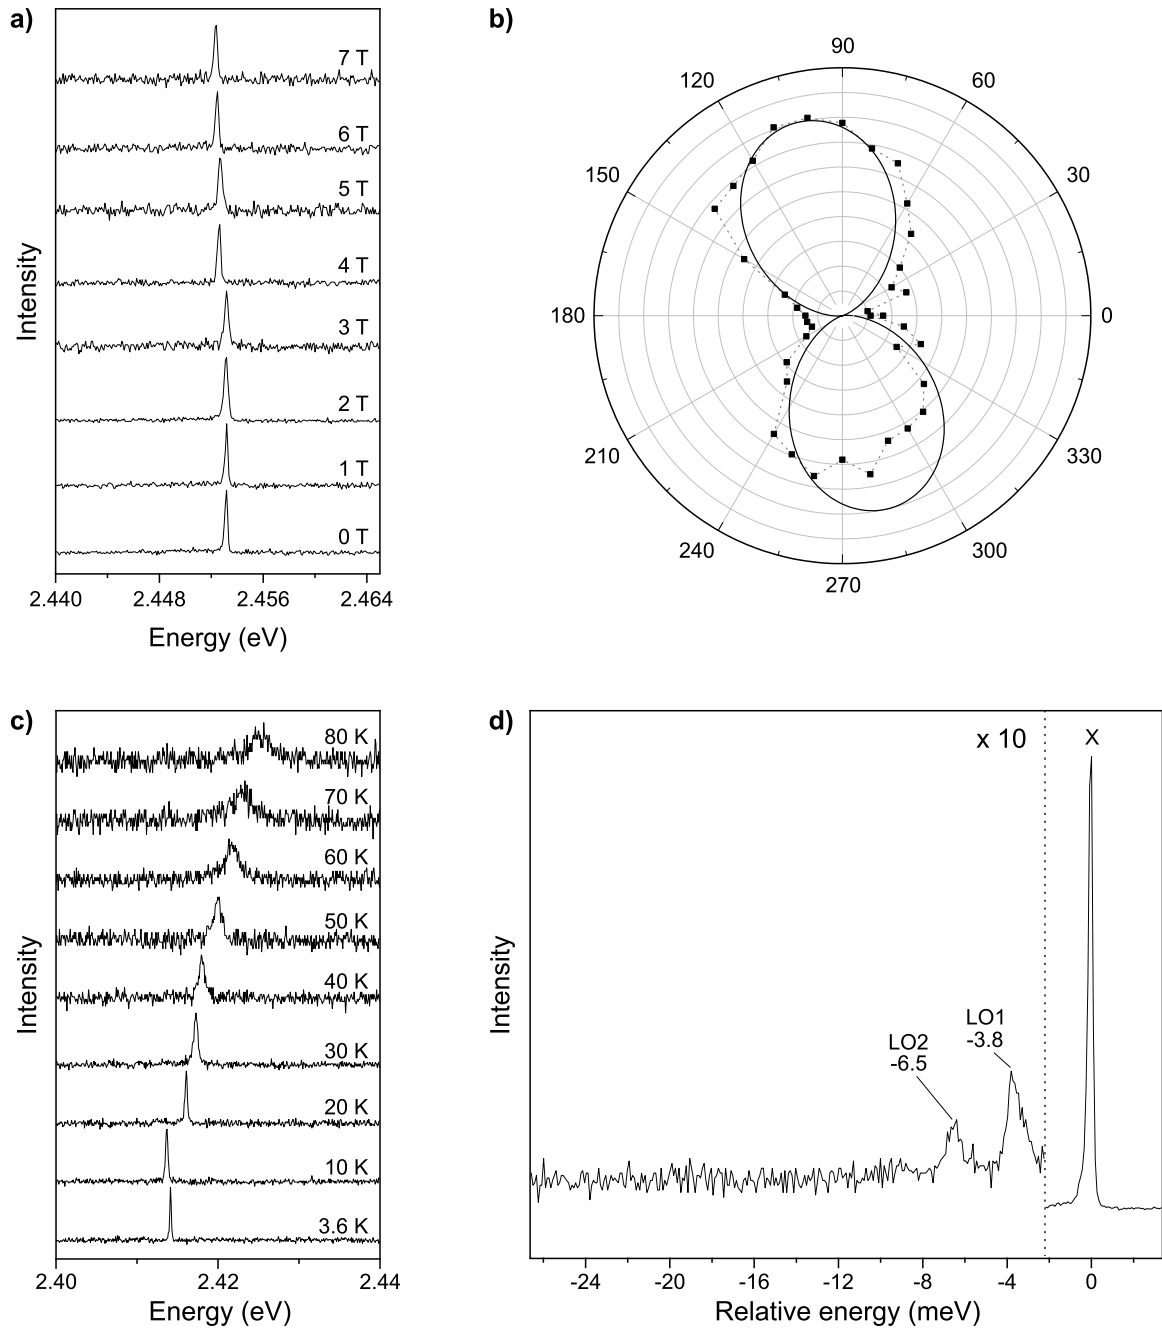 a)
7 T
6 T
5 T
4 T
3 T
2 T
1 T
0 T
Intensity
2.440 2.448 2.456 2.464
Energy (eV)
b)
90
120 60
150 30
180 0
210 330
240 300
270
c)
80 K
70 K
60 K
50 K
40 K
30 K
20 K
10 K
3.6 K
Intensity
2.40 2.42 2.44
Energy (eV)
d)
x 10 X
LO1
-3.8
LO2
-6.5
Intensity
-24 -20 -16 -12 -8 -4 0
Relative energy (meV)